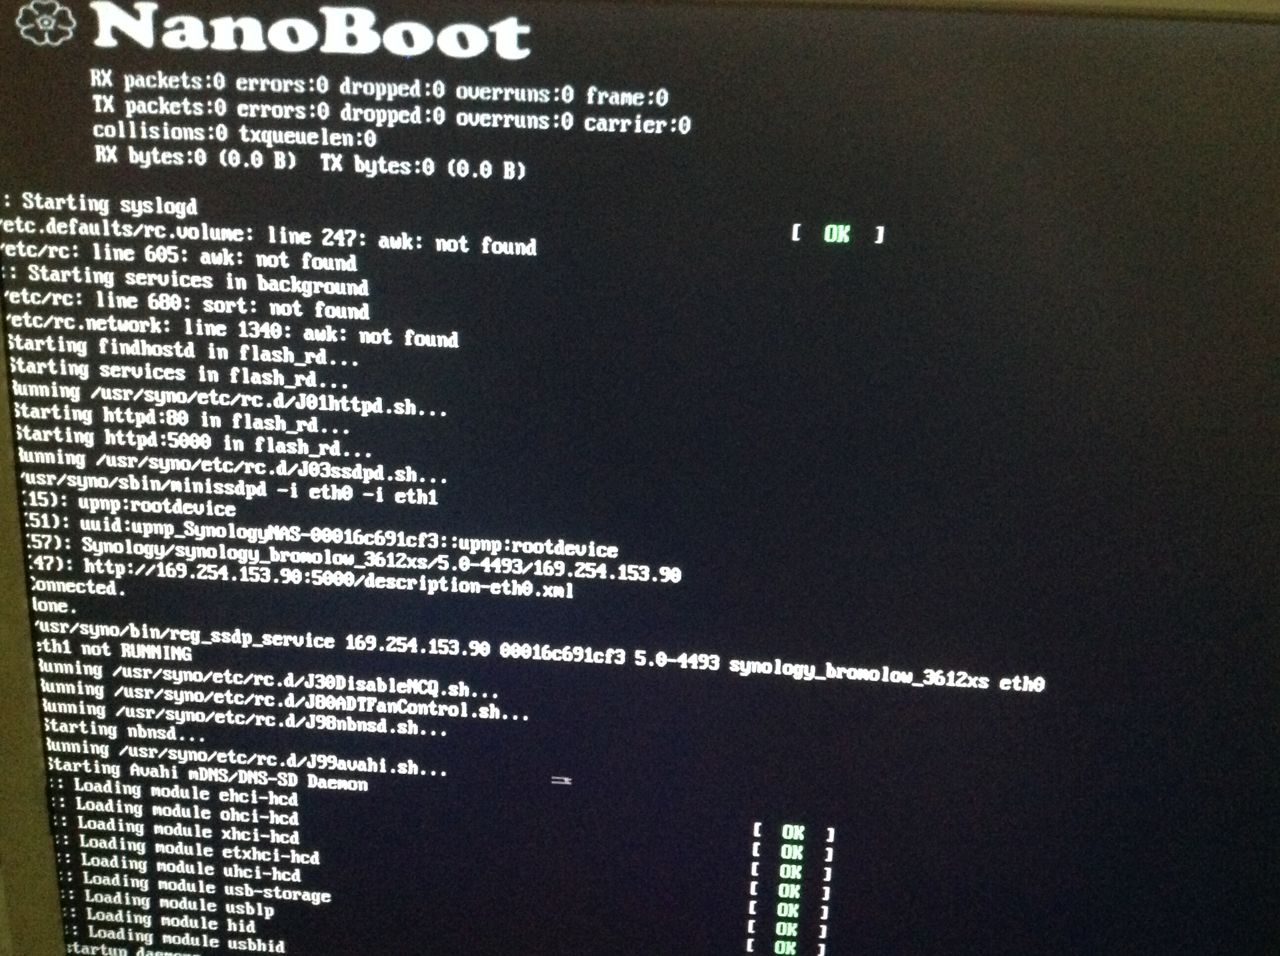 NanoBoot
RX packets:0 errors:0 dropped:0 overruns:0 frame:0
TX packets:0 errors:0 dropped:0 overruns:0 carrier:0
collisions:0 txqueuelen:0
RX bytes:0 (0.0 B) TX bytes:0 (0.0 B)
: Starting syslogd
etc.defaults/rc.volume: line 247: awk: not found [ OK ]
etc/rc: line 605: awk: not found
:: Starting services in background
etc/rc: line 680: sort: not found
etc/rc.network: line 1340: awk: not found
Starting findhostd in flash_rd...
Starting services in flash_rd...
Running /usr/syno/etc/rc.d/J01httpd.sh...
Starting httpd:80 in flash_rd...
Starting httpd:5000 in flash_rd...
Running /usr/syno/etc/rc.d/J03ssdpd.sh...
usr/syno/sbin/minissdpd -i eth0 -i eth1
(15): upnp:rootdevice
(51): uuid:upnp_SynologyNAS-00016c691cf3::upnp:rootdevice
(57): Synology/synology_bromolow_3612xs/5.0-4493/169.254.153.90
(47): http://169.254.153.90:5000/description-eth0.xml
connected.
done.
usr/syno/bin/reg_ssdp_service 169.254.153.90 00016c691cf3 5.0-4493 synology_bromolow_3612xs eth0
eth1 not RUNNING
Running /usr/syno/etc/rc.d/J30DisableNCQ.sh...
Running /usr/syno/etc/rc.d/J80ADTFanControl.sh...
Running /usr/syno/etc/rc.d/J98nbnsd.sh...
Starting nbnsd...
Running /usr/syno/etc/rc.d/J99avahi.sh...
Starting Avahi mDNS/DNS-SD Daemon
:: Loading module ehci-hcd
:: Loading module ohci-hcd [ OK ]
:: Loading module xhci-hcd [ OK ]
:: Loading module etxhci-hcd [ OK ]
:: Loading module uhci-hcd [ OK ]
:: Loading module usb-storage [ OK ]
:: Loading module usblp [ OK ]
:: Loading module hid [ OK ]
:: Loading module usbhid